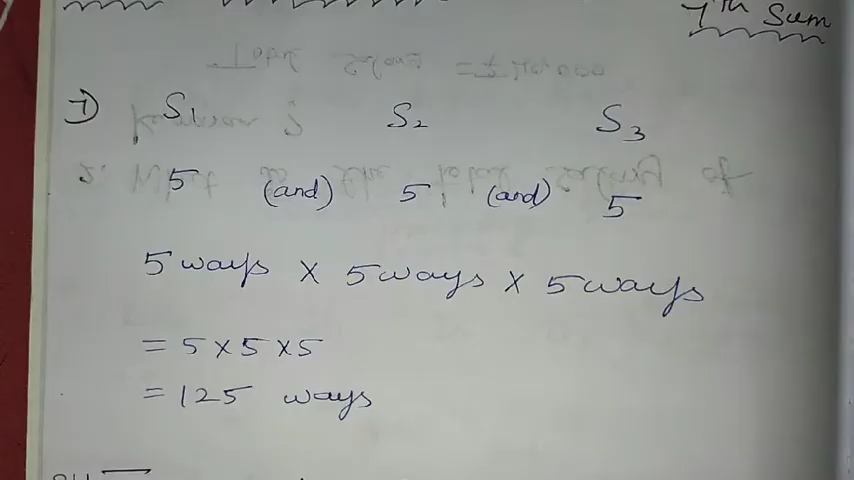 7th Sum
7) S1 S2 S3
5 (and) 5 (and) 5
5 ways × 5 ways × 5 ways
= 5 × 5 × 5
= 125 ways